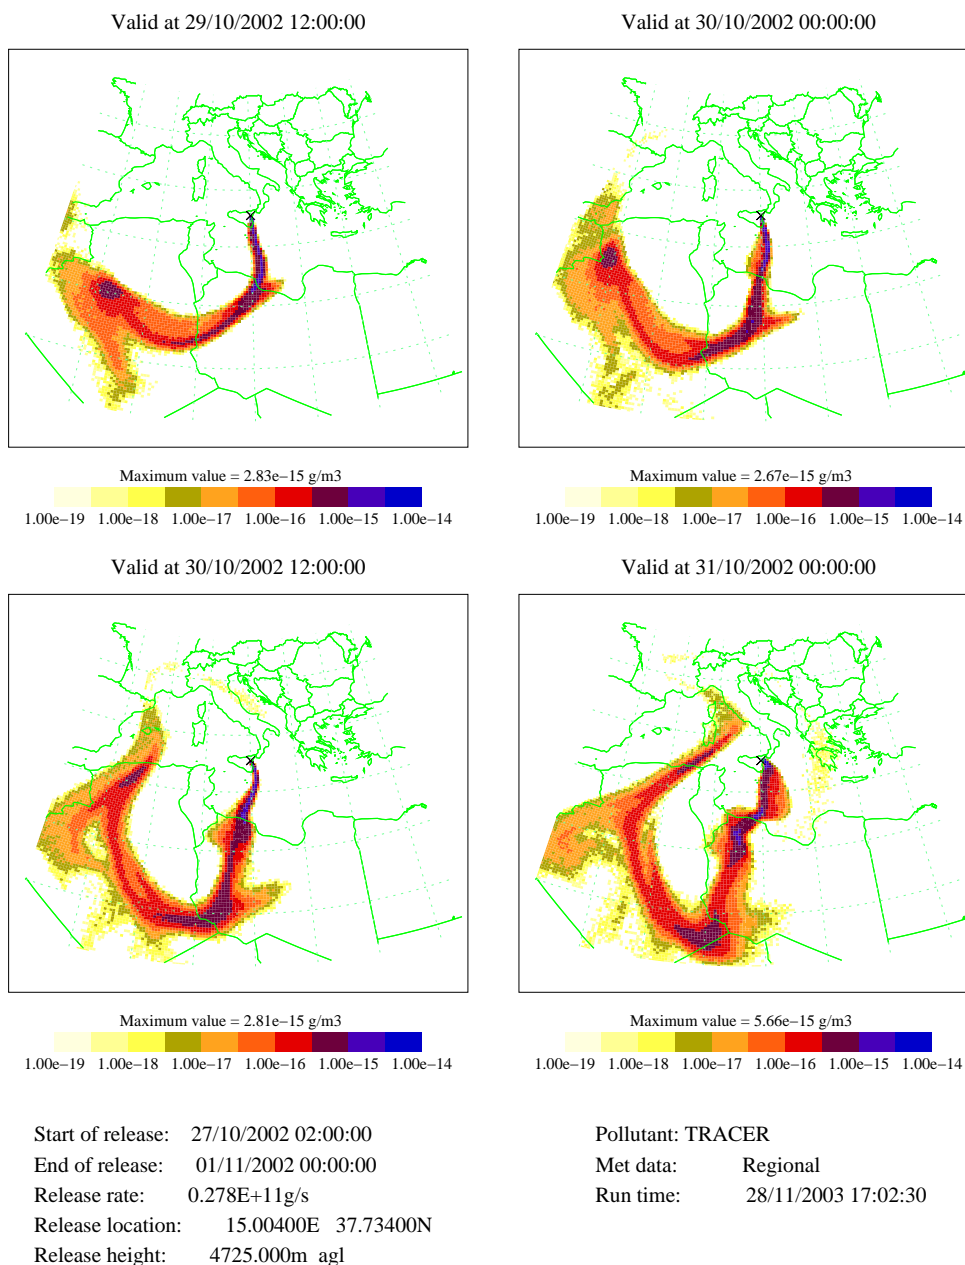 Valid at 29/10/2002 12:00:00
Valid at 30/10/2002 00:00:00
Maximum value = 2.83e−15 g/m3
1.00e−19 1.00e−18 1.00e−17 1.00e−16 1.00e−15 1.00e−14
Maximum value = 2.67e−15 g/m3
1.00e−19 1.00e−18 1.00e−17 1.00e−16 1.00e−15 1.00e−14
Valid at 30/10/2002 12:00:00
Valid at 31/10/2002 00:00:00
Maximum value = 2.81e−15 g/m3
1.00e−19 1.00e−18 1.00e−17 1.00e−16 1.00e−15 1.00e−14
Maximum value = 5.66e−15 g/m3
1.00e−19 1.00e−18 1.00e−17 1.00e−16 1.00e−15 1.00e−14
Start of release: 27/10/2002 02:00:00
End of release: 01/11/2002 00:00:00
Release rate: 0.278E+11g/s
Release location: 15.00400E 37.73400N
Release height: 4725.000m agl
Pollutant: TRACER
Met data: Regional
Run time: 28/11/2003 17:02:30